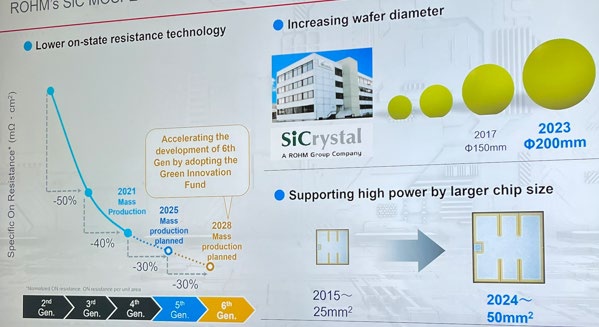 ROHM's SiC MOSFE
Lower on-state resistance technology
Specific On Resistance* (mΩ・cm²)
-50%
-40%
-30%
-30%
2021
Mass
Production
2025
Mass
production
planned
2028
Mass
production
planned
Accelerating the
development of 6th
Gen by adopting the
Green Innovation
Fund
*Normalized ON resistance: ON resistance per unit area
2nd
Gen.
3rd
Gen.
4th
Gen.
5th
Gen.
6th
Gen.
Increasing wafer diameter
SiCrystal
A ROHM Group Company
2017
Φ150mm
2023
Φ200mm
Supporting high power by larger chip size
2015～
25mm²
2024～
50mm²